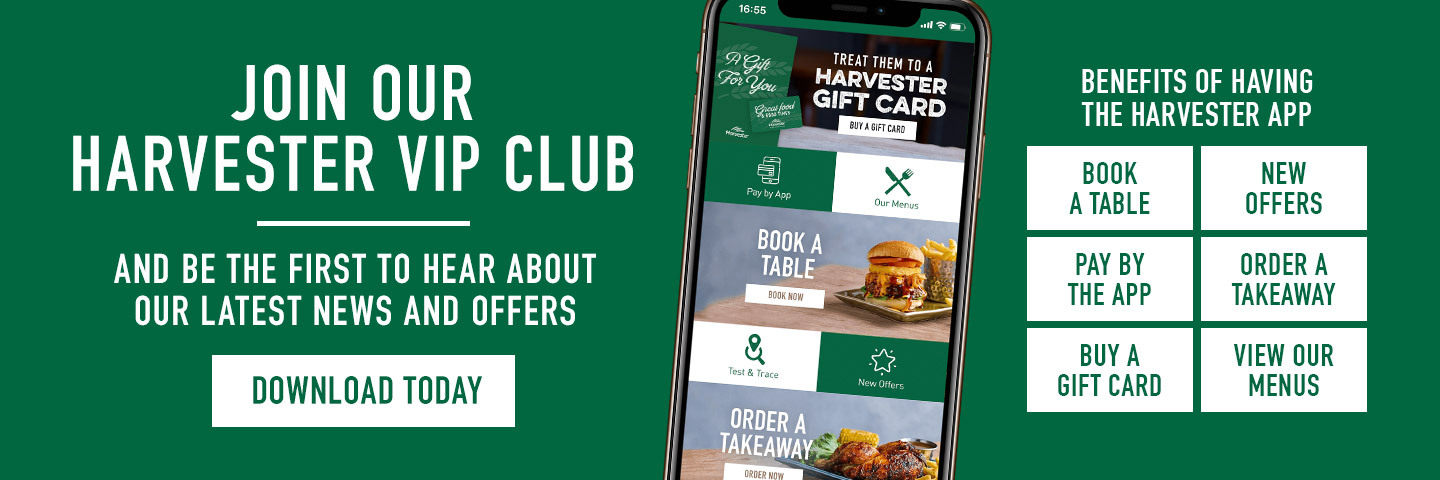 JOIN OUR
HARVESTER VIP CLUB
AND BE THE FIRST TO HEAR ABOUT
OUR LATEST NEWS AND OFFERS
DOWNLOAD TODAY
16:55
A Gift
For You
Great food
Harvester
TREAT THEM TO A
HARVESTER
GIFT CARD
BUY A GIFT CARD
Pay by App
Our Menus
BOOK A
TABLE
BOOK NOW
Test & Trace
New Offers
ORDER A
TAKEAWAY
ORDER NOW
BENEFITS OF HAVING
THE HARVESTER APP
BOOK
A TABLE
NEW
OFFERS
PAY BY
THE APP
ORDER A
TAKEAWAY
BUY A
GIFT CARD
VIEW OUR
MENUS